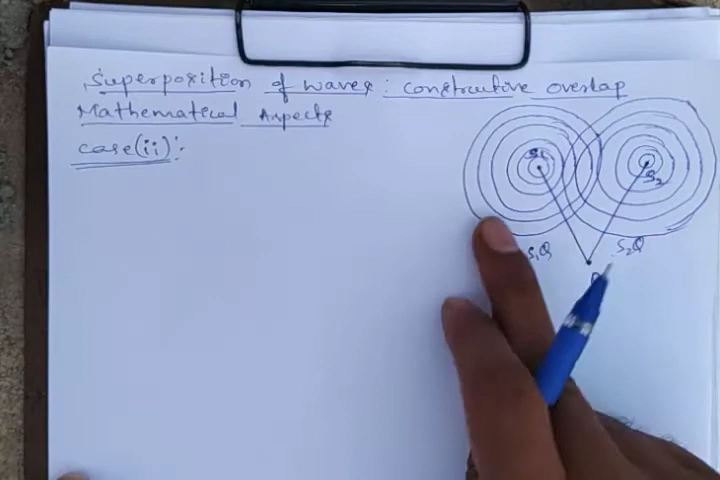 Superposition of waves: constructive overlap
Mathematical Aspects
case(ii):
S1
S2
S1Q
S2Q